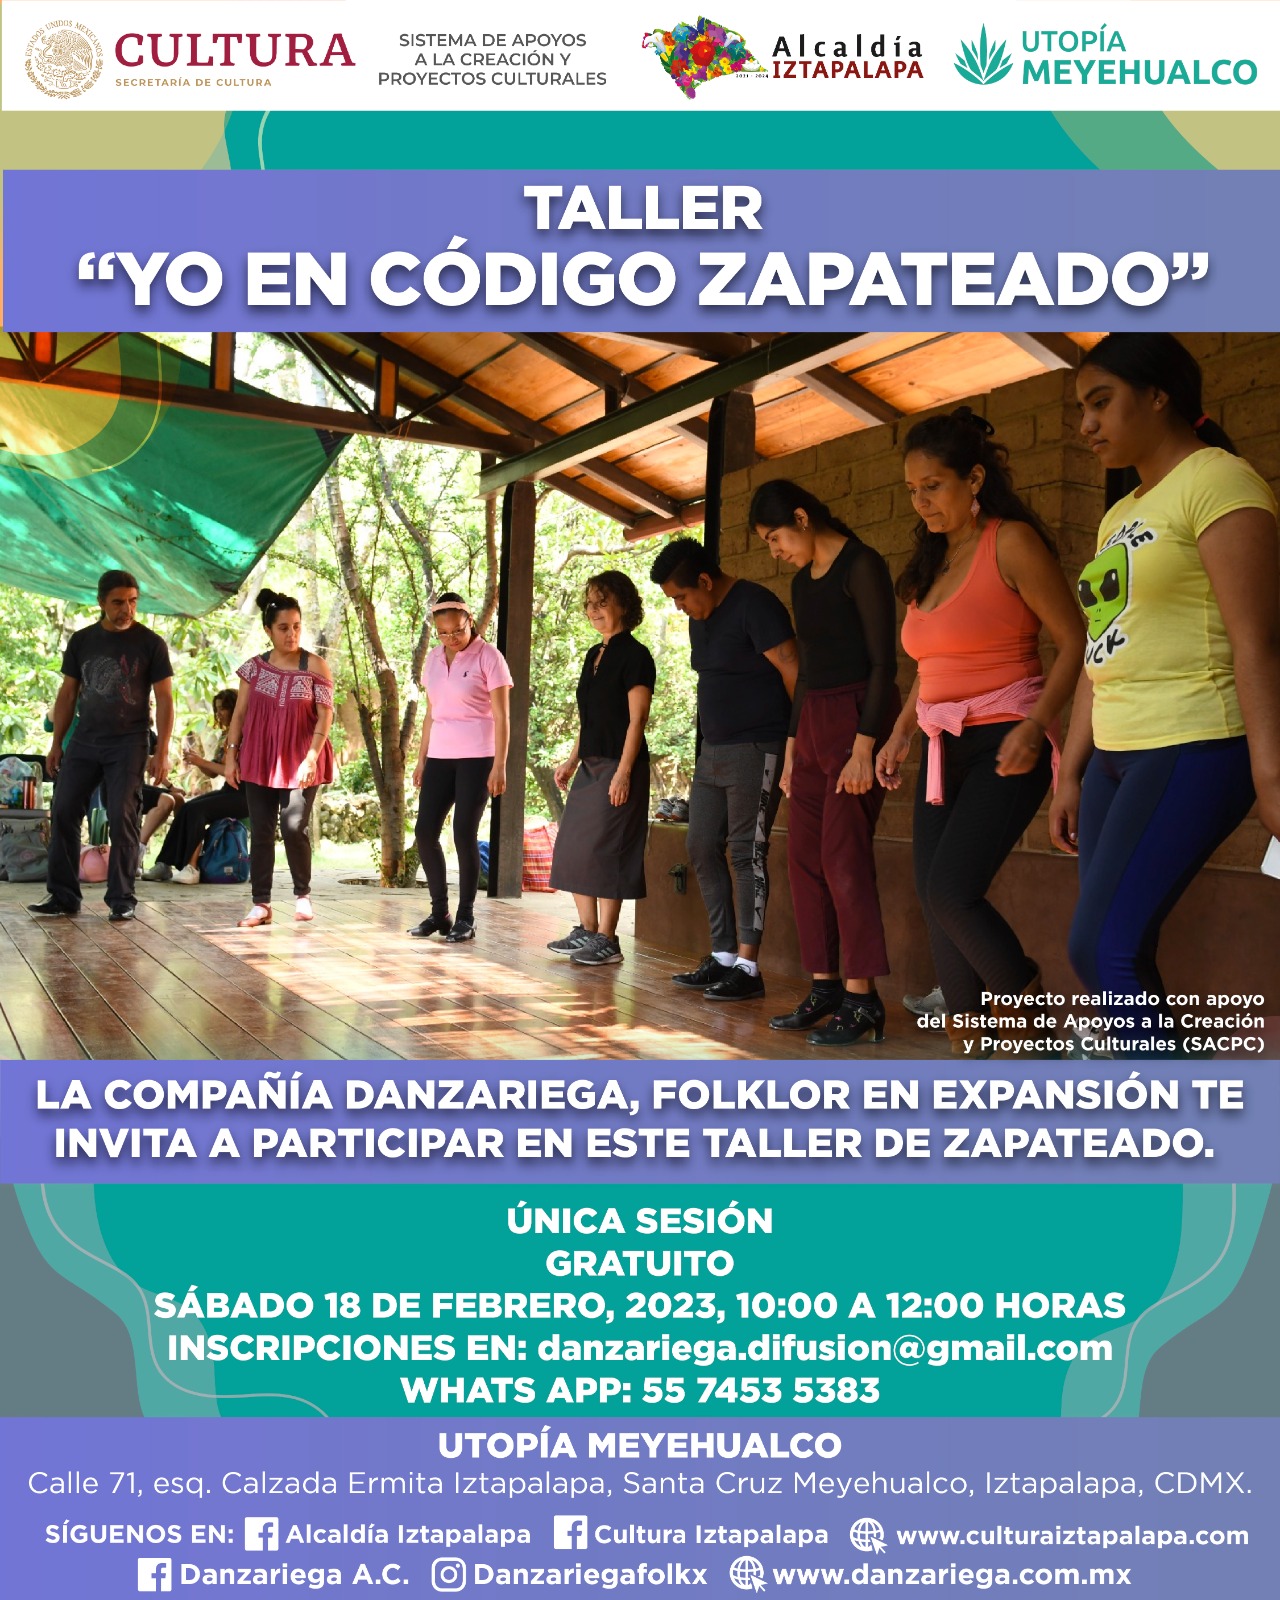 ESTADOS UNIDOS MEXICANOS
CULTURA
SECRETARÍA DE CULTURA
SISTEMA DE APOYOS
A LA CREACIÓN Y
PROYECTOS CULTURALES
Alcaldía
IZTAPALAPA
2021 - 2024
UTOPÍA
MEYEHUALCO
TALLER
“YO EN CÓDIGO ZAPATEADO”
Proyecto realizado con apoyo
del Sistema de Apoyos a la Creación
y Proyectos Culturales (SACPC)
LA COMPAÑÍA DANZARIEGA, FOLKLOR EN EXPANSIÓN TE
INVITA A PARTICIPAR EN ESTE TALLER DE ZAPATEADO.
ÚNICA SESIÓN
GRATUITO
SÁBADO 18 DE FEBRERO, 2023, 10:00 A 12:00 HORAS
INSCRIPCIONES EN: danzariega.difusion@gmail.com
WHATS APP: 55 7453 5383
UTOPÍA MEYEHUALCO
Calle 71, esq. Calzada Ermita Iztapalapa, Santa Cruz Meyehualco, Iztapalapa, CDMX.
SÍGUENOS EN: Alcaldía Iztapalapa Cultura Iztapalapa www.culturaiztapalapa.com
Danzariega A.C. Danzariegafolkx www.danzariega.com.mx